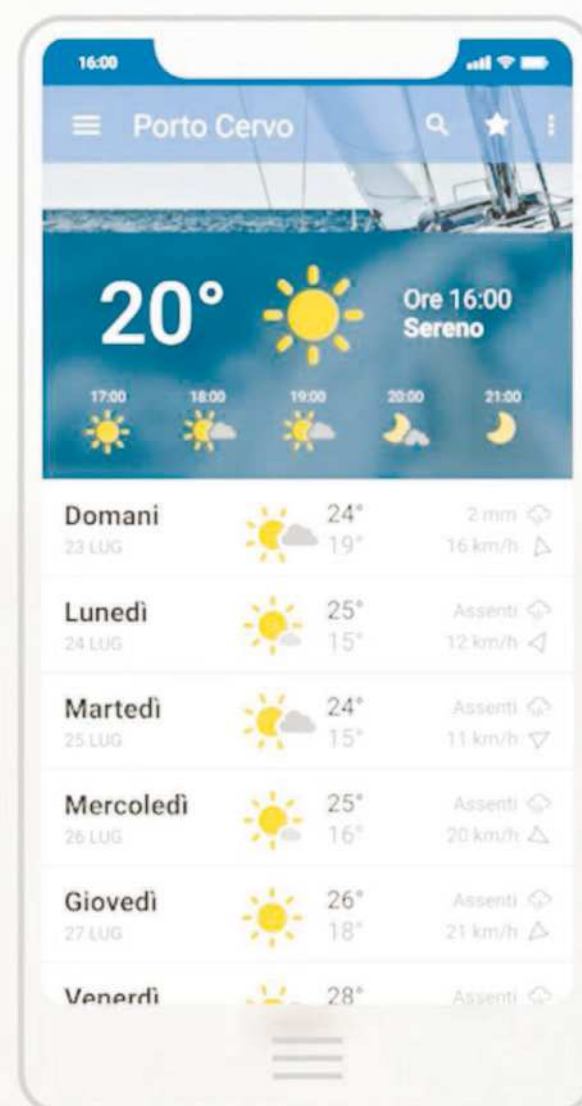 16:00
Porto Cervo
20°
Ore 16:00
Sereno
17:00 18:00 19:00 20:00 21:00
Domani 24° 2 mm
23 LUG 19° 16 km/h
Lunedì 25° Assenti
24 LUG 15° 12 km/h
Martedì 24° Assenti
25 LUG 15° 11 km/h
Mercoledì 25° Assenti
26 LUG 16° 20 km/h
Giovedì 26° Assenti
27 LUG 18° 21 km/h
Venerdì 28° Assenti